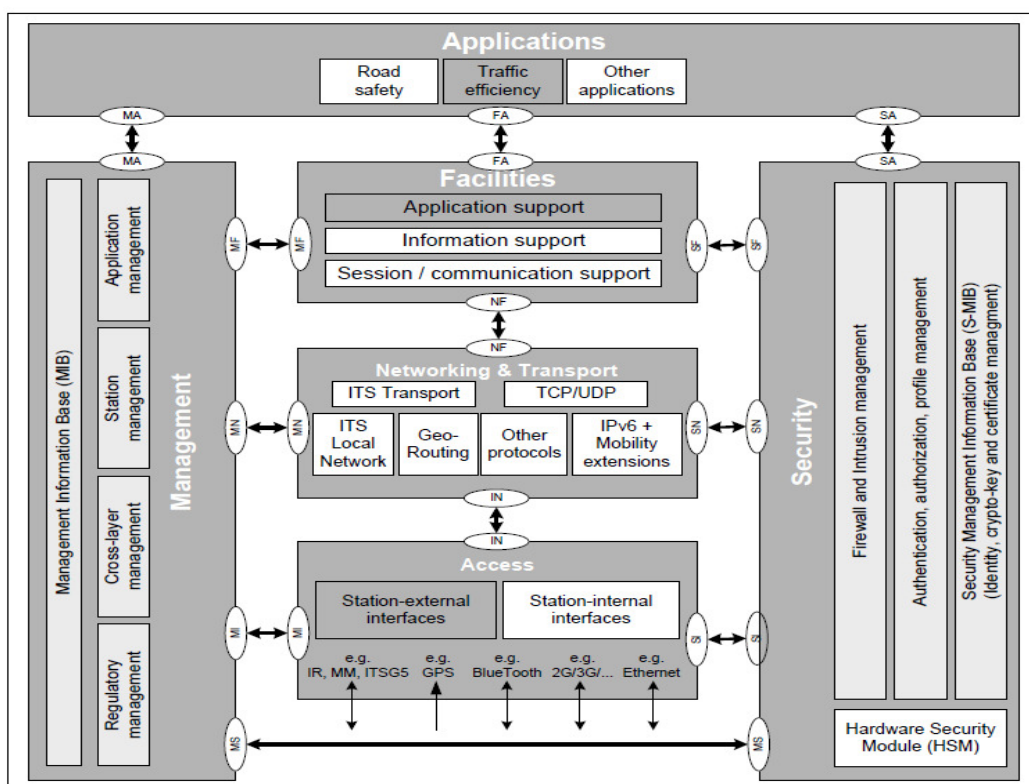 Applications
Road
safety
Traffic
efficiency
Other
applications
MA
FA
SA
MA
FA
SA
Management Information Base (MIB)
Application
management
Station
management
Cross-layer
management
Regulatory
management
Management
MF
MF
MN
MN
MI
MI
MS
Facilities
Application support
Information support
Session / communication support
NF
NF
Networking & Transport
ITS Transport
TCP/UDP
ITS
Local
Network
Geo-
Routing
Other
protocols
IPv6 +
Mobility
extensions
IN
IN
Access
Station-external
interfaces
Station-internal
interfaces
e.g.
IR, MM, ITSG5
e.g.
GPS
e.g.
BlueTooth
e.g.
2G/3G/...
e.g.
Ethernet
SF
SF
SN
SN
SI
SI
MS
Security
Firewall and Intrusion management
Authentication, authorization, profile management
Security Management Information Base (S-MIB)
(Identity, crypto-key and certificate managment)
Hardware Security
Module (HSM)